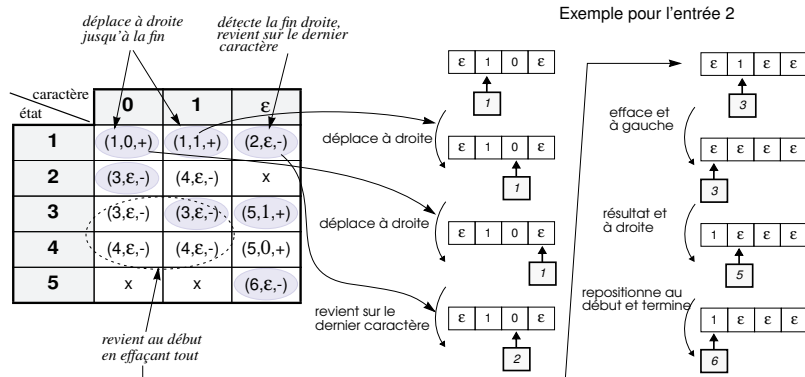 Exemple pour l'entrée 2
déplace à droite
jusqu'à la fin
détecte la fin droite,
revient sur le dernier
caractère
caractère
état
0 1 ε
1 (1,0,+) (1,1,+) (2,ε,-)
2 (3,ε,-) (4,ε,-) x
3 (3,ε,-) (3,ε,-) (5,1,+)
4 (4,ε,-) (4,ε,-) (5,0,+)
5 x x (6,ε,-)
revient au début
en effaçant tout
ε 1 0 ε
1
déplace à droite
ε 1 0 ε
1
déplace à droite
ε 1 0 ε
1
revient sur le
dernier caractère
ε 1 0 ε
2
ε 1 ε ε
3
efface et
à gauche
ε ε ε ε
3
résultat et
à droite
1 ε ε ε
5
repositionne au
début et termine
1 ε ε ε
6